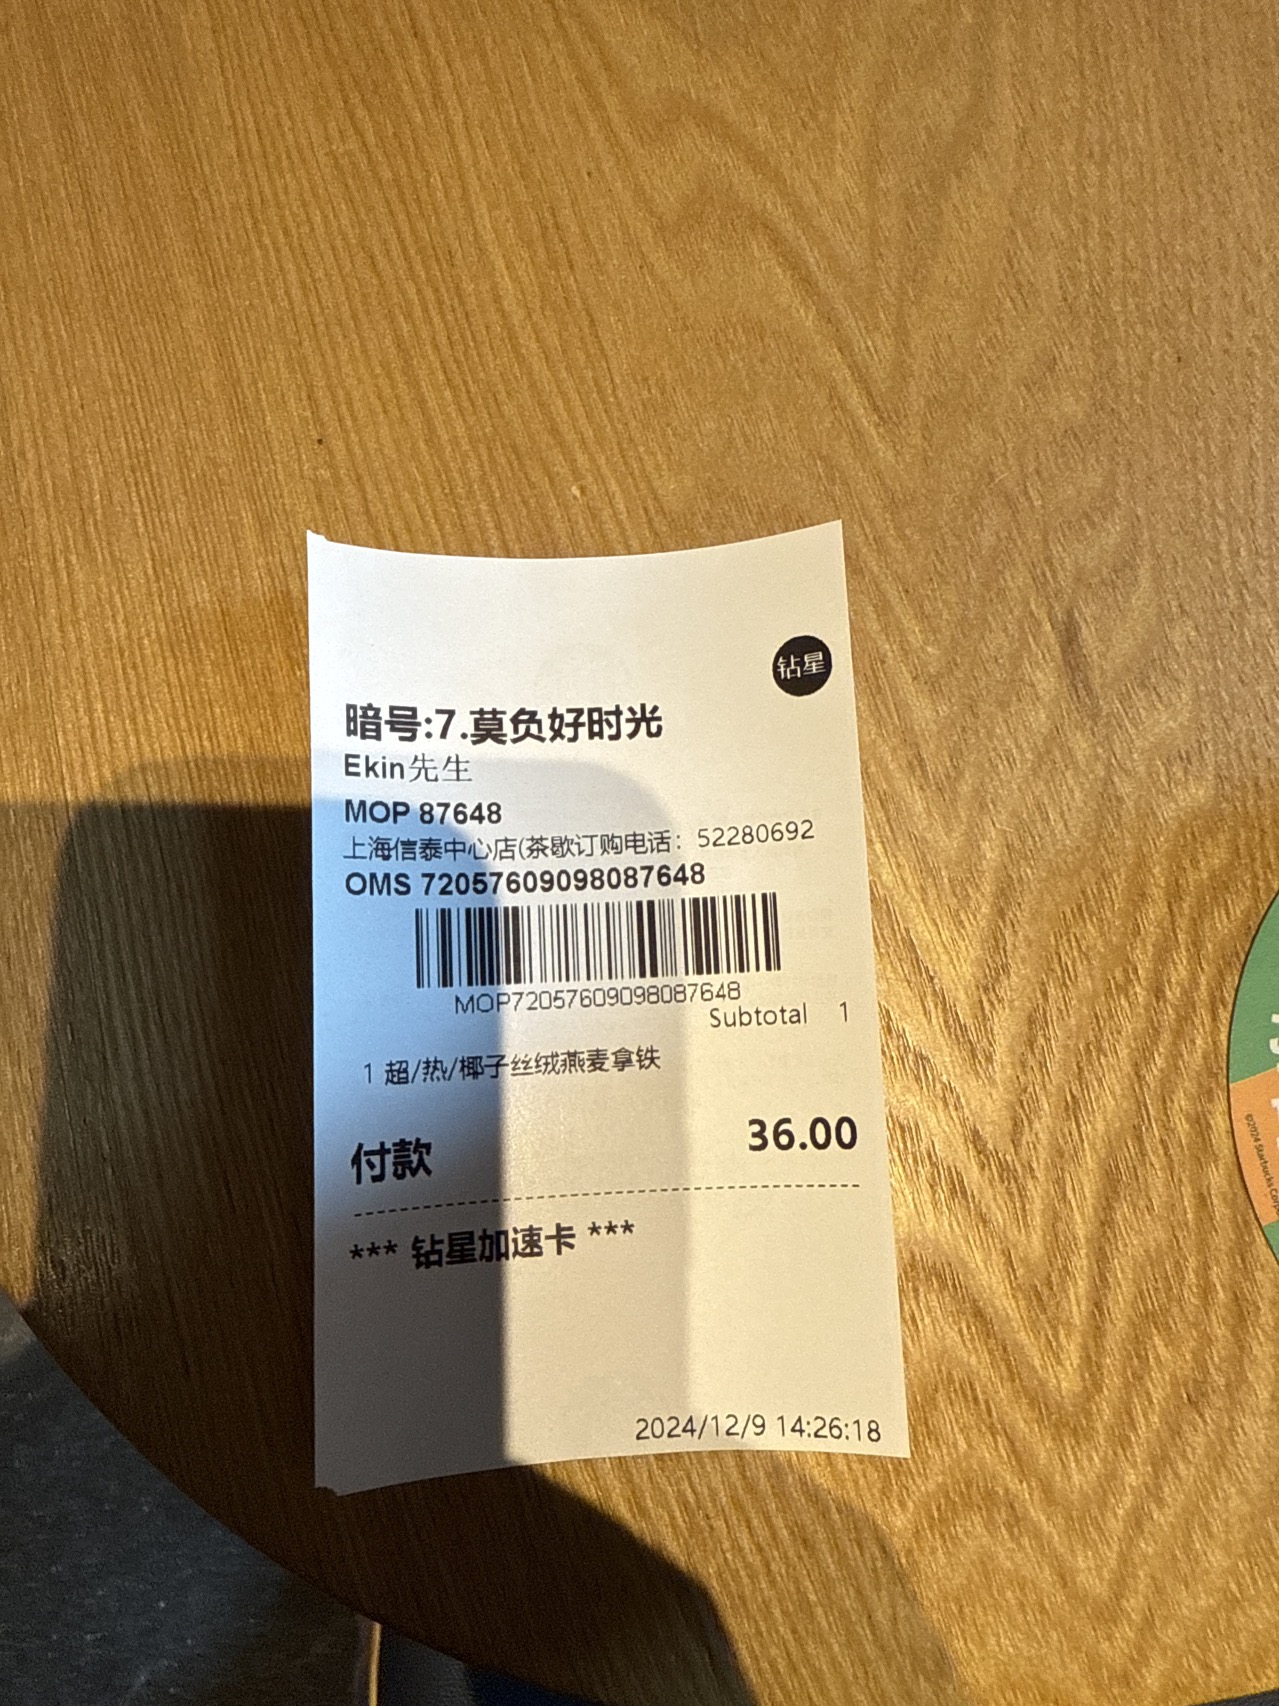 钻星
暗号:7.莫负好时光
Ekin先生
MOP 87648
上海信泰中心店(茶歇订购电话：52280692
OMS 72057609098087648
MOP72057609098087648
Subtotal 1
1 超/热/椰子丝绒燕麦拿铁
付款 36.00
*** 钻星加速卡 ***
2024/12/9 14:26:18
©2024 Starbucks